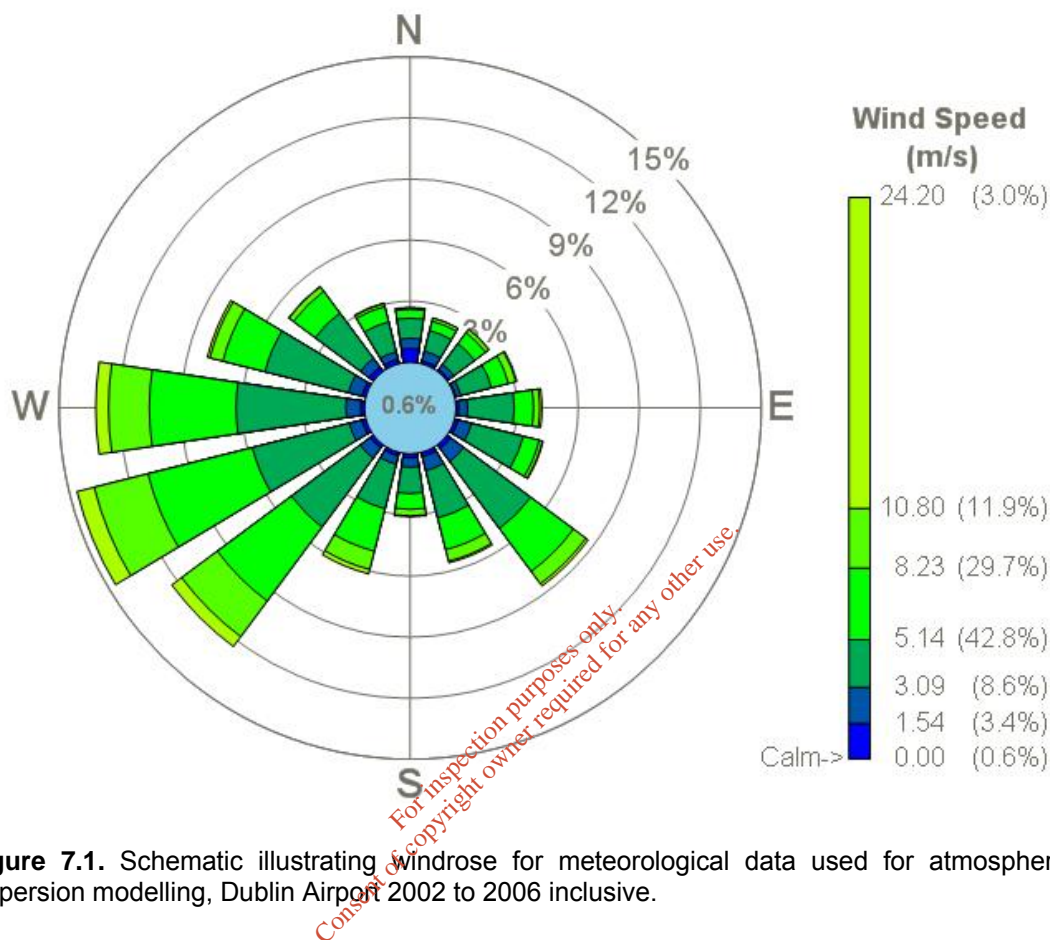 N
15%
12%
9%
6%
3%
0.6%
W
E
S
Wind Speed
(m/s)
24.20 (3.0%)
10.80 (11.9%)
8.23 (29.7%)
5.14 (42.8%)
3.09 (8.6%)
1.54 (3.4%)
Calm-> 0.00 (0.6%)
For inspection purposes only.
Consent of copyright owner required for any other use.
gure 7.1. Schematic illustrating windrose for meteorological data used for atmospher
persion modelling, Dublin Airport 2002 to 2006 inclusive.